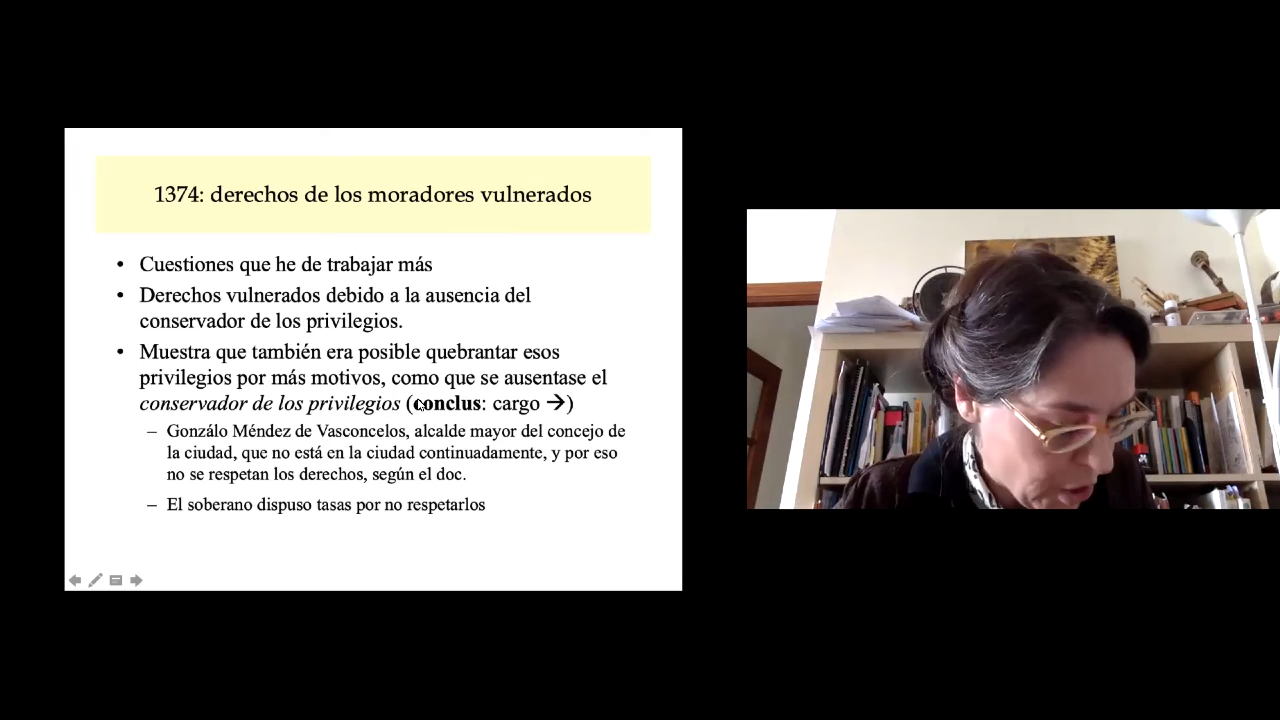 1374: derechos de los moradores vulnerados
• Cuestiones que he de trabajar más
• Derechos vulnerados debido a la ausencia del
conservador de los privilegios.
• Muestra que también era posible quebrantar esos
privilegios por más motivos, como que se ausentase el
conservador de los privilegios (conclus: cargo →)
– Gonzálo Méndez de Vasconcelos, alcalde mayor del concejo de
la ciudad, que no está en la ciudad continuadamente, y por eso
no se respetan los derechos, según el doc.
– El soberano dispuso tasas por no respetarlos